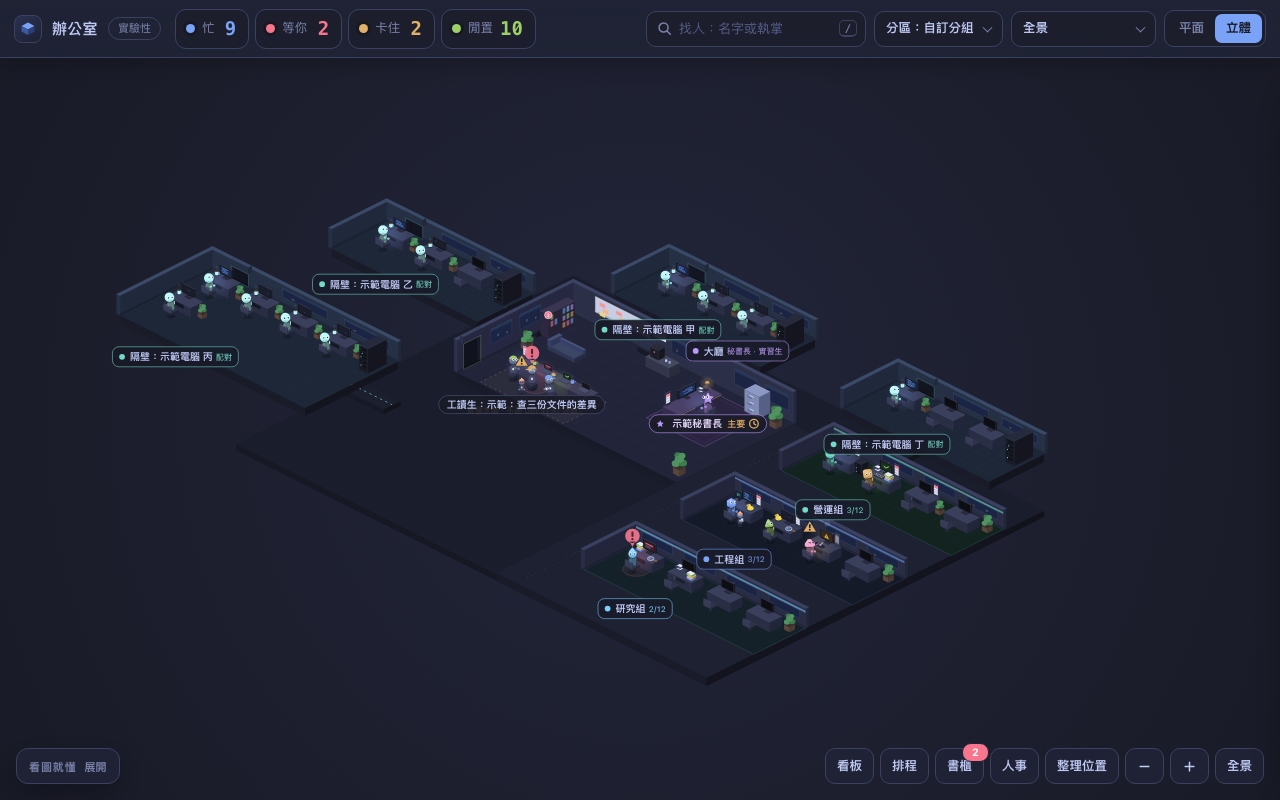 辦公室 實驗性 忙 9 等你 2 卡住 2 閒置 10 找人：名字或執掌 / 分區：自訂分組 全景 平面 立體
隔壁：示範電腦 乙 配對
隔壁：示範電腦 甲 配對
大廳 秘書長 · 實習生
隔壁：示範電腦 丙 配對
工讀生：示範：查三份文件的差異
示範秘書長 主要
隔壁：示範電腦 丁 配對
營運組 3/12
工程組 3/12
研究組 2/12
看圖就懂 展開
看板 排程 書櫃 2 人事 整理位置 − + 全景